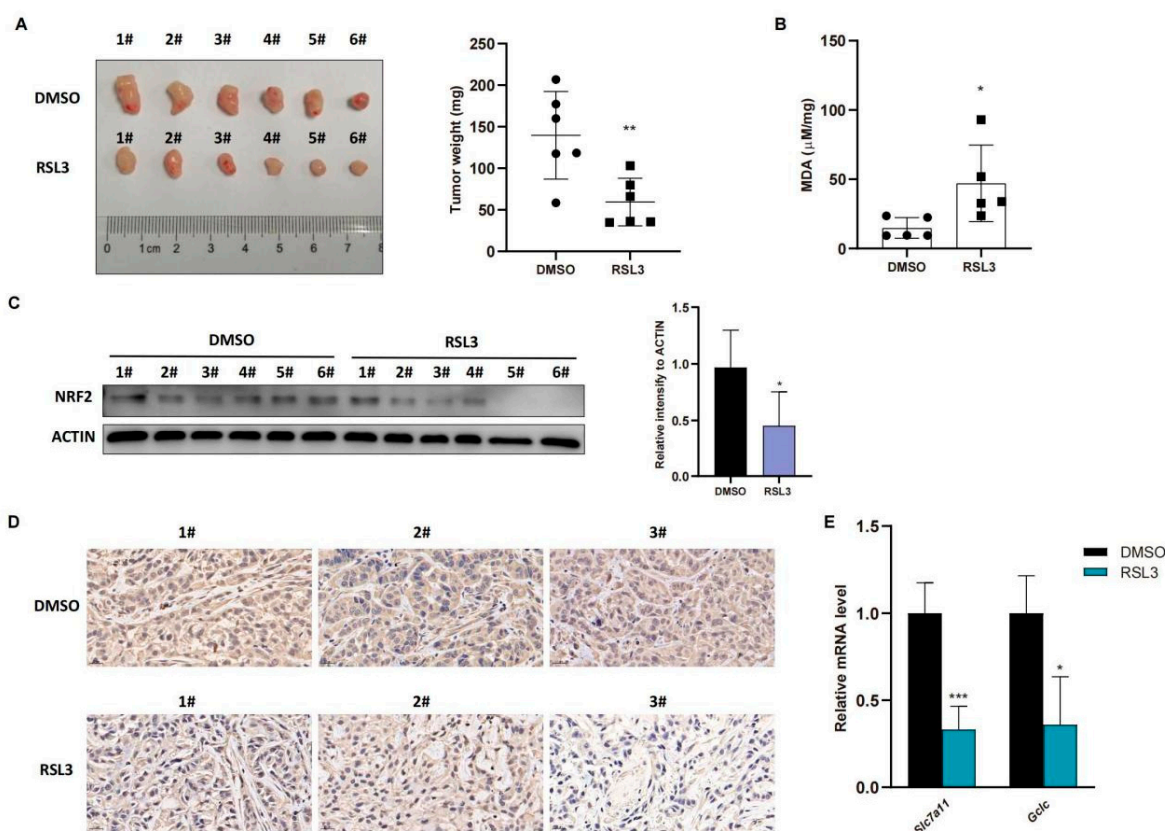 A
1# 2# 3# 4# 5# 6#
DMSO
1# 2# 3# 4# 5# 6#
RSL3
0 1cm 2 3 4 5 6 7 8
Tumor weight (mg)
250
200
150
100
50
0
**
DMSO RSL3
B
MDA (μM/mg)
150
100
50
0
*
DMSO RSL3
C
DMSO RSL3
1# 2# 3# 4# 5# 6# 1# 2# 3# 4# 5# 6#
NRF2
ACTIN
Relative intensify to ACTIN
1.5
1.0
0.5
0.0
*
DMSO RSL3
D
1# 2# 3#
DMSO
1# 2# 3#
RSL3
E
Relative mRNA level
1.5
1.0
0.5
0.0
***
*
DMSO
RSL3
Slc7a11 Gclc